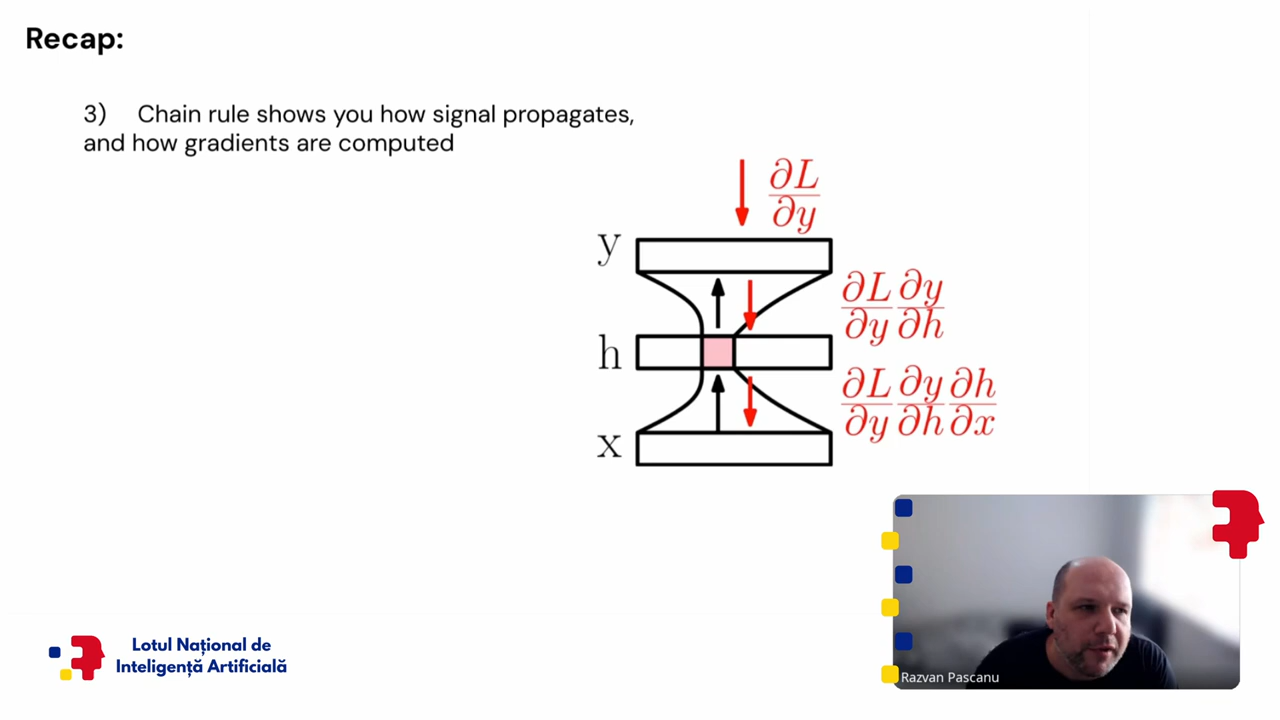 Recap:
3) Chain rule shows you how signal propagates,
and how gradients are computed
∂L/∂y
y
∂L/∂y ∂y/∂h
h
∂L/∂y ∂y/∂h ∂h/∂x
x
Lotul Național de
Inteligență Artificială
Razvan Pascanu